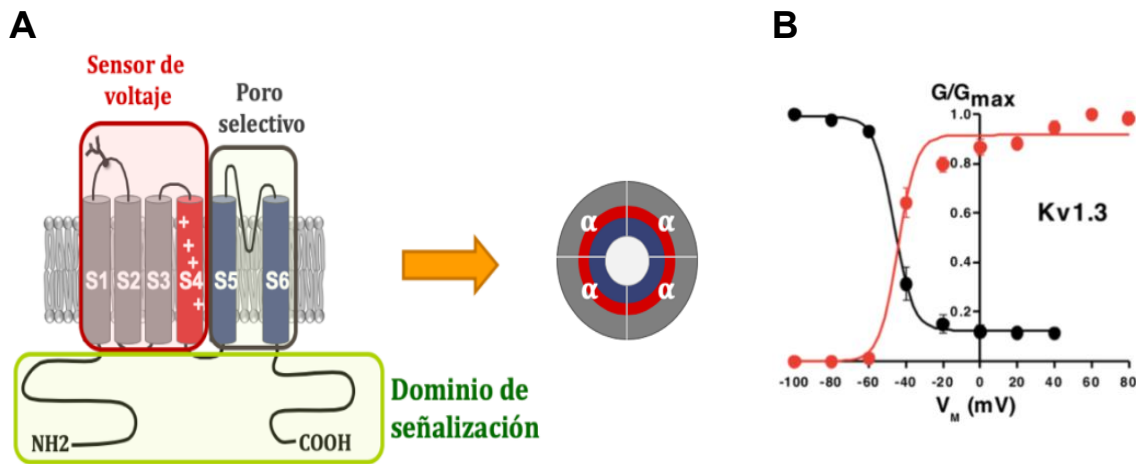 A
Sensor de
voltaje
Poro
selectivo
S1 S2 S3 S4 S5 S6
+
+
+
+
+
NH2
COOH
Dominio de
señalización
α α
α α
B
G/Gmax
1.0
0.8
0.6
0.4
0.2
Kv1.3
-100 -80 -60 -40 -20 0 20 40 60 80
VM (mV)